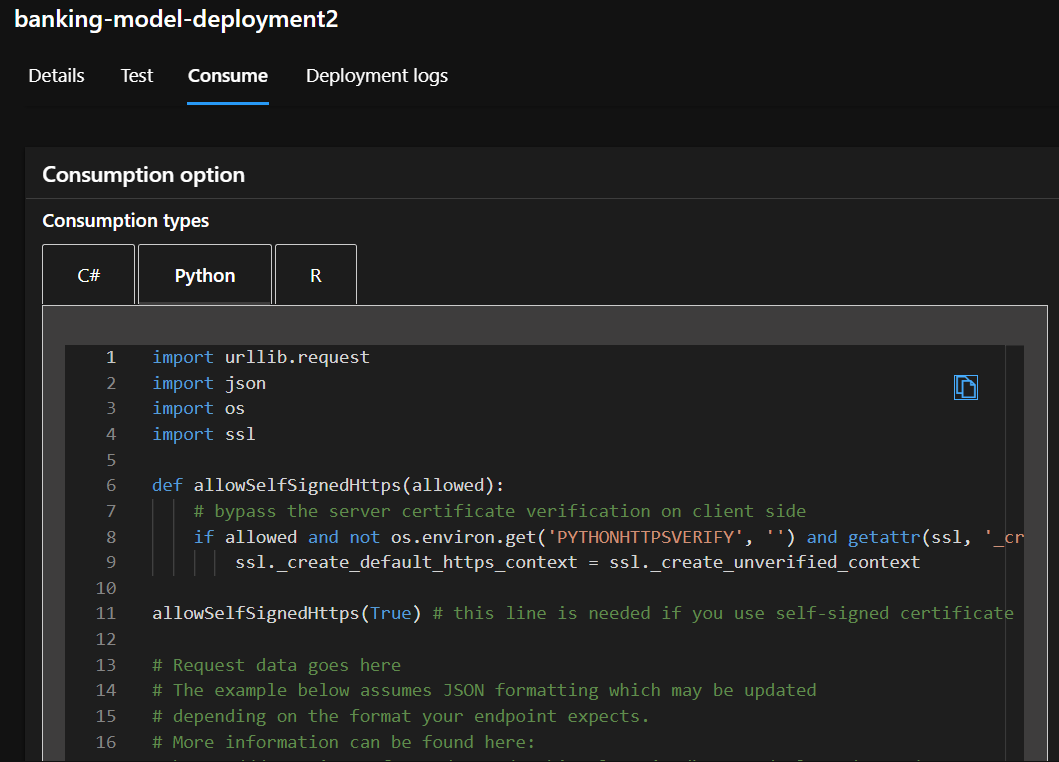 banking-model-deployment2
Details Test Consume Deployment logs
Consumption option
Consumption types
C# Python R
1 import urllib.request
2 import json
3 import os
4 import ssl
5
6 def allowSelfSignedHttps(allowed):
7 # bypass the server certificate verification on client side
8 if allowed and not os.environ.get('PYTHONHTTPSVERIFY', '') and getattr(ssl, '_cr
9 ssl._create_default_https_context = ssl._create_unverified_context
10
11 allowSelfSignedHttps(True) # this line is needed if you use self-signed certificate
12
13 # Request data goes here
14 # The example below assumes JSON formatting which may be updated
15 # depending on the format your endpoint expects.
16 # More information can be found here: